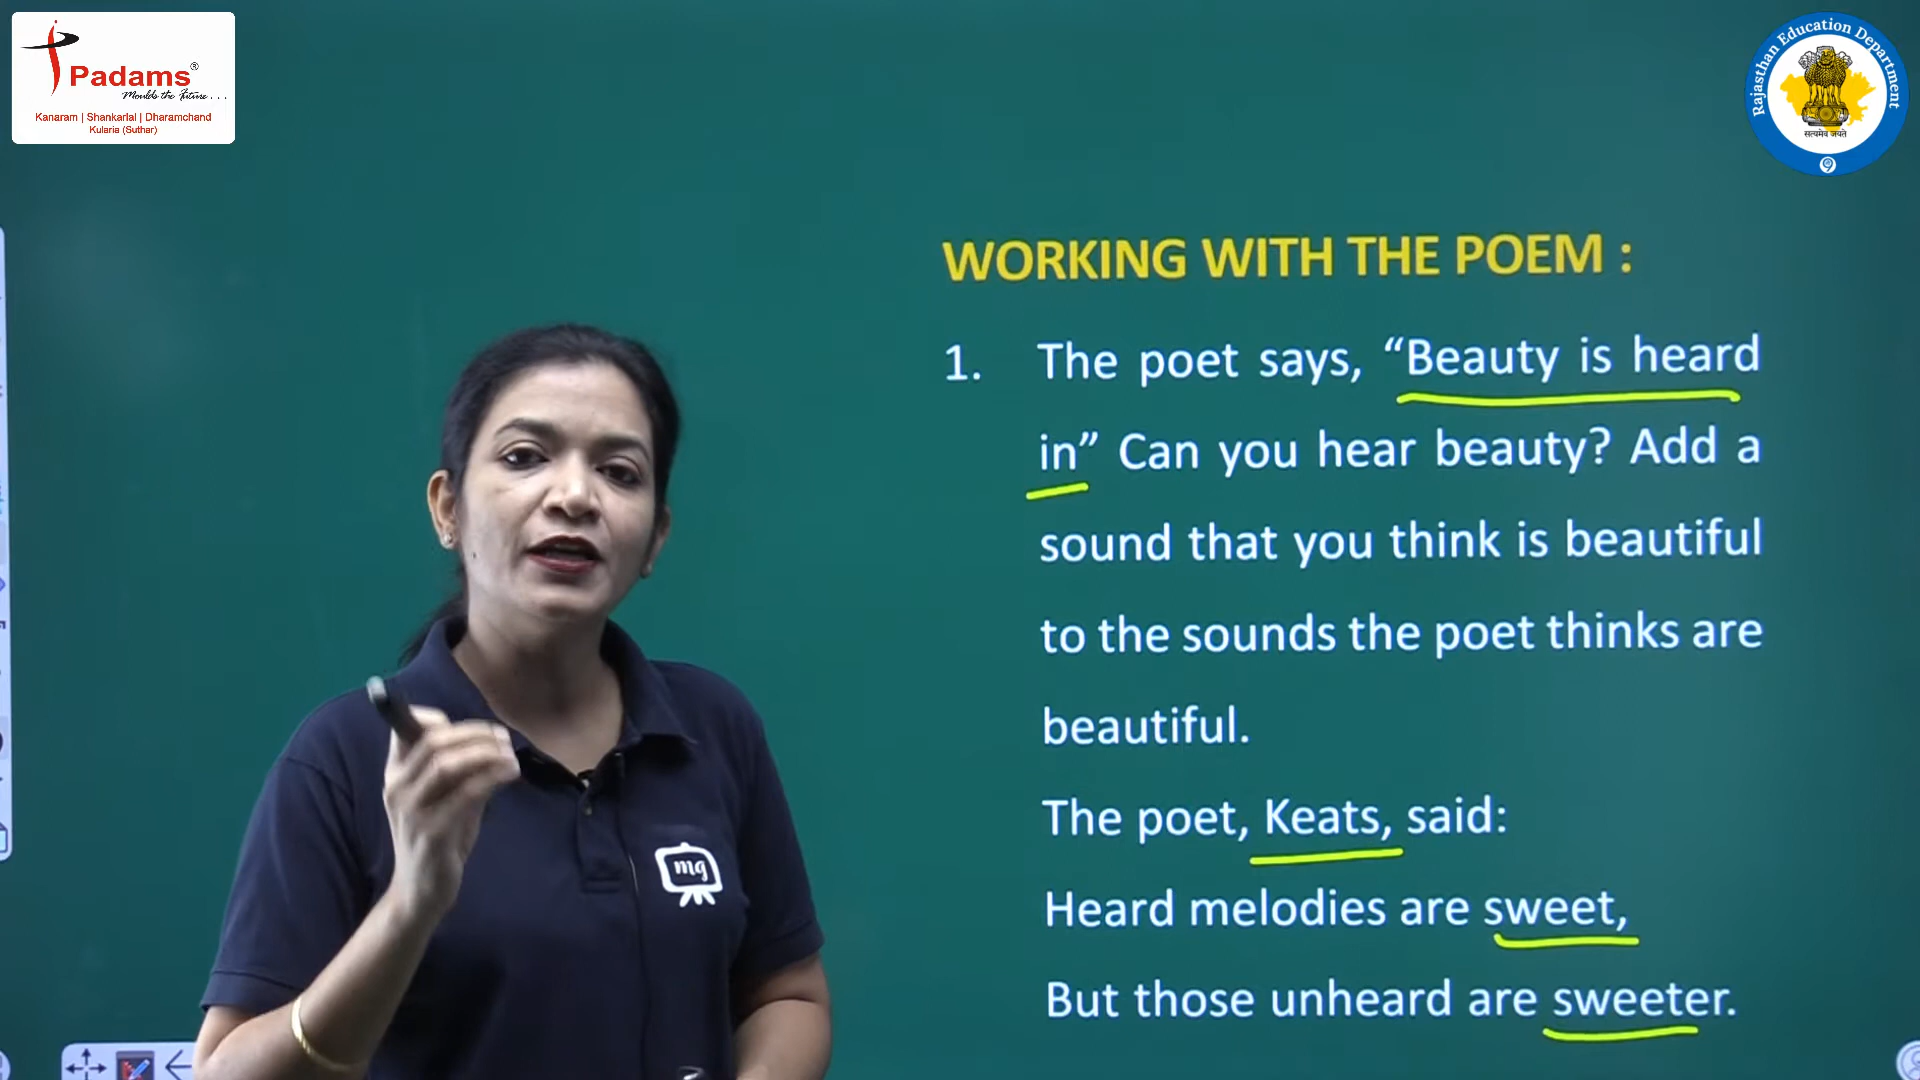 Padams®
Moulds the Future...
Kanaram | Shankarlal | Dharamchand
Kularia (Suthar)
Rajasthan Education Department
सत्यमेव जयते
WORKING WITH THE POEM :
1. The poet says, “Beauty is heard
in” Can you hear beauty? Add a
sound that you think is beautiful
to the sounds the poet thinks are
beautiful.
The poet, Keats, said:
Heard melodies are sweet,
But those unheard are sweeter.
mg